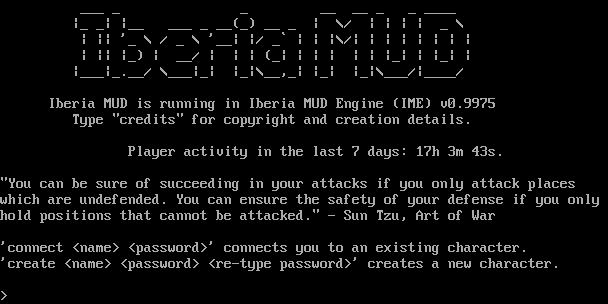 Iberia MUD
Iberia MUD is running in Iberia MUD Engine (IME) v0.9975
Type "credits" for copyright and creation details.
Player activity in the last 7 days: 17h 3m 43s.
"You can be sure of succeeding in your attacks if you only attack places
which are undefended. You can ensure the safety of your defense if you only
hold positions that cannot be attacked." - Sun Tzu, Art of War
'connect <name> <password>' connects you to an existing character.
'create <name> <password> <re-type password>' creates a new character.
>